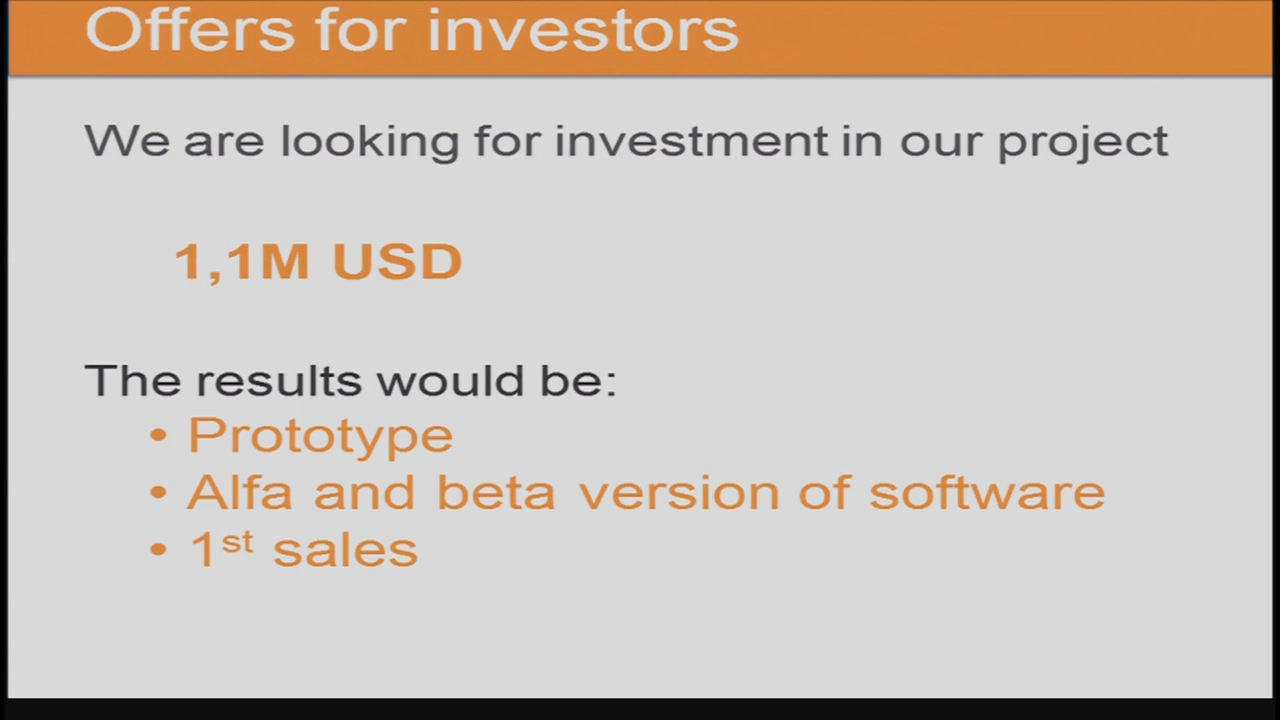 Offers for investors
We are looking for investment in our project
1,1M USD
The results would be:
• Prototype
• Alfa and beta version of software
• 1st sales